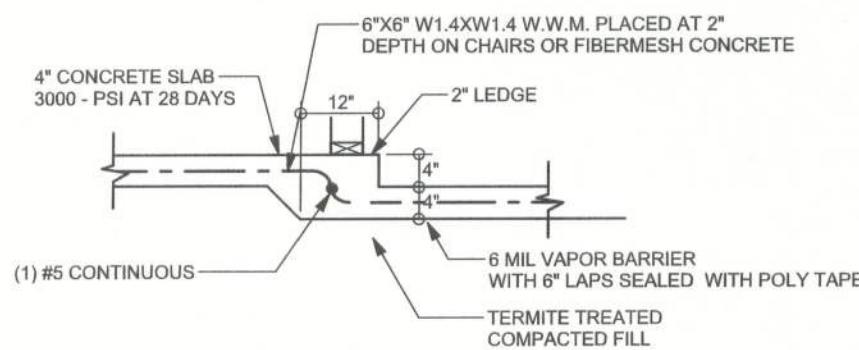 6"X6" W1.4XW1.4 W.W.M. PLACED AT 2"
DEPTH ON CHAIRS OR FIBERMESH CONCRETE
4" CONCRETE SLAB
3000 - PSI AT 28 DAYS
12"
2" LEDGE
4"
4"
(1) #5 CONTINUOUS
6 MIL VAPOR BARRIER
WITH 6" LAPS SEALED WITH POLY TAPE
TERMITE TREATED
COMPACTED FILL